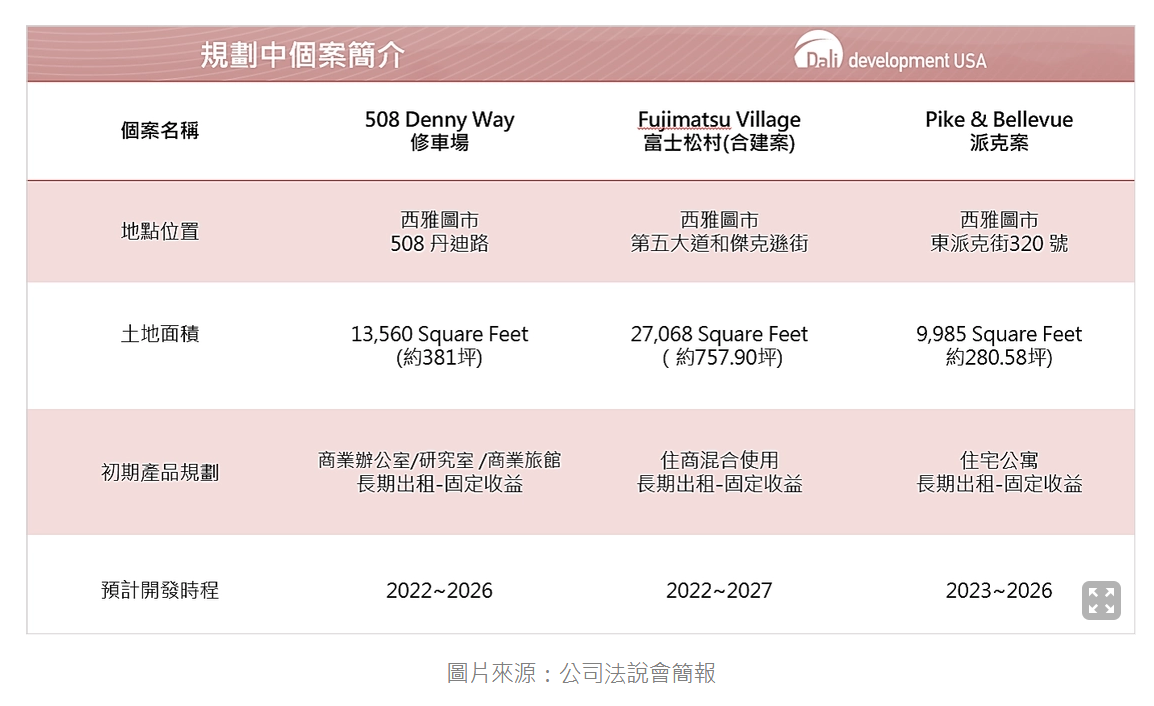 規劃中個案簡介
Dali development USA
個案名稱
508 Denny Way
修車場
Fujimatsu Village
富士松村(合建案)
Pike & Bellevue
派克案
地點位置
西雅圖市
508 丹迪路
西雅圖市
第五大道和傑克遜街
西雅圖市
東派克街320 號
土地面積
13,560 Square Feet
(約381坪)
27,068 Square Feet
( 約757.90坪)
9,985 Square Feet
約280.58坪)
初期產品規劃
商業辦公室/研究室 /商業旅館
長期出租-固定收益
住商混合使用
長期出租-固定收益
住宅公寓
長期出租-固定收益
預計開發時程
2022~2026
2022~2027
2023~2026
圖片來源：公司法說會簡報